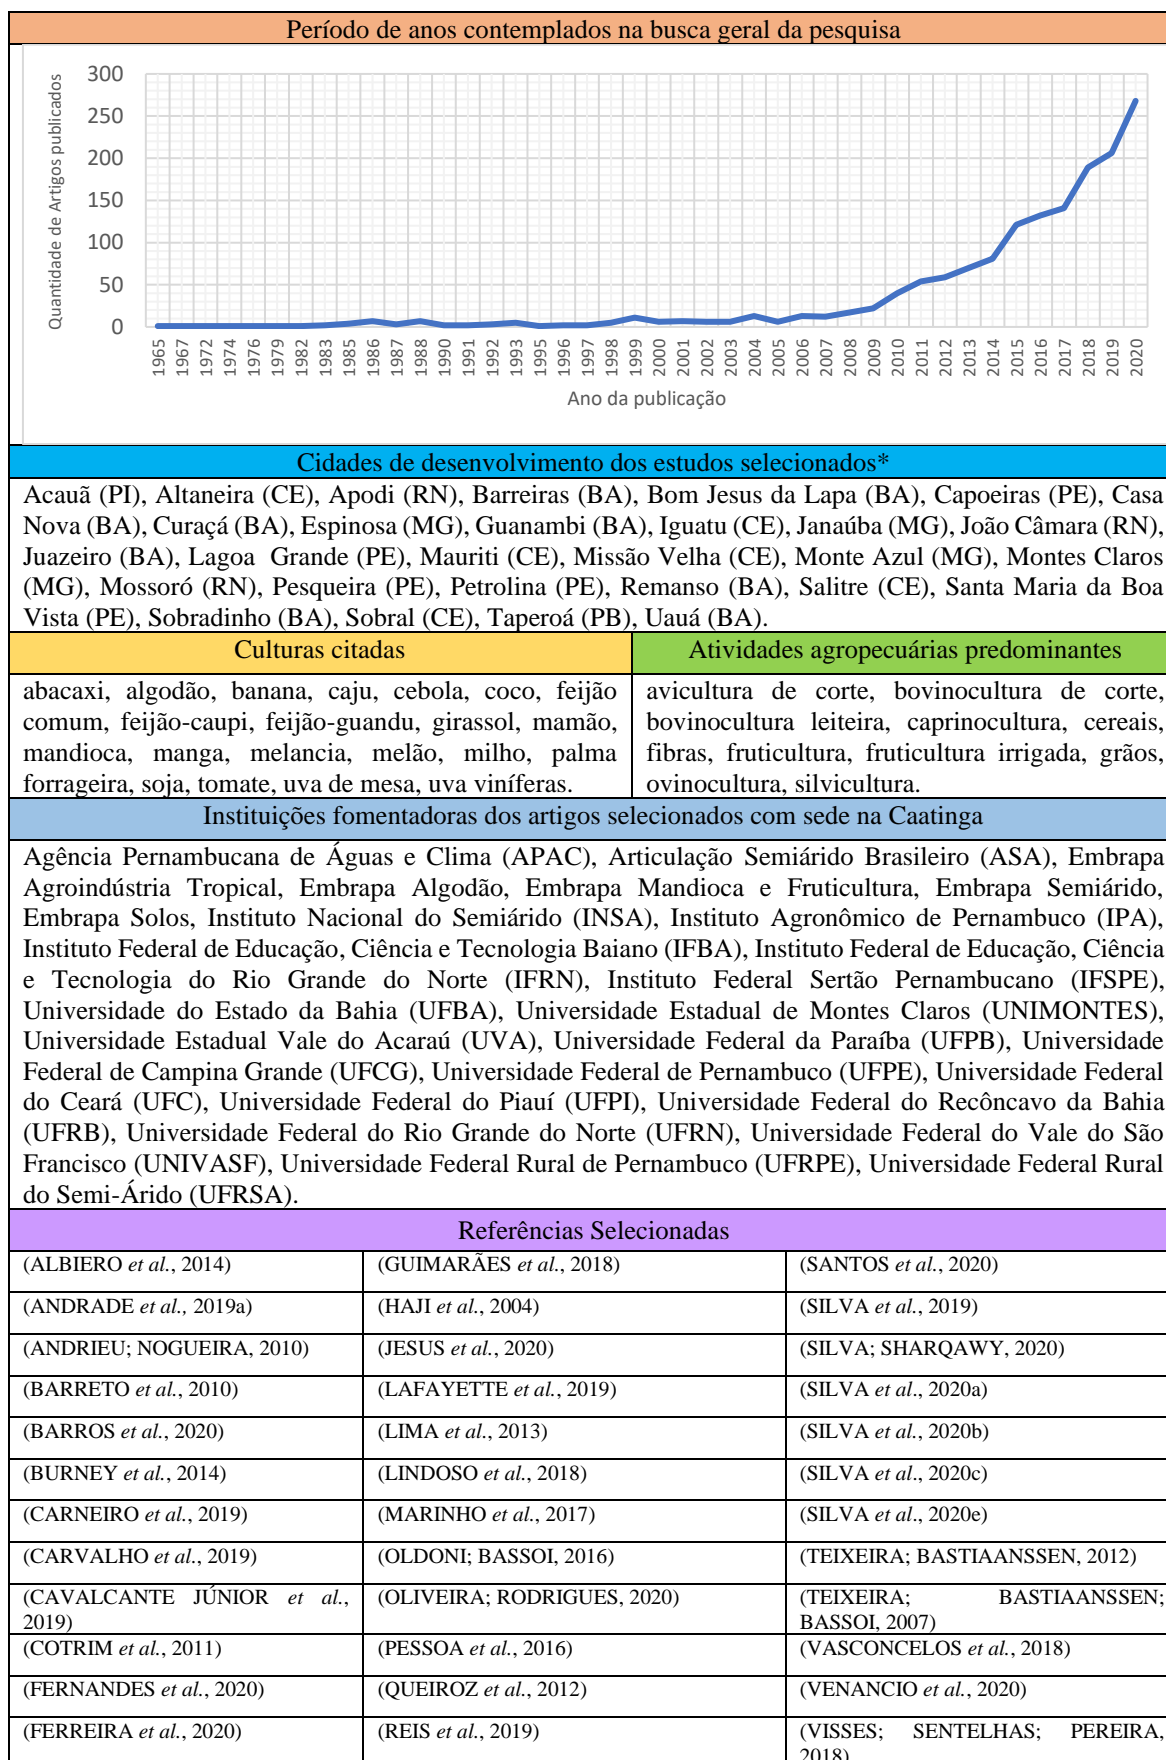 Período de anos contemplados na busca geral da pesquisa
Quantidade de Artigos publicados
300
250
200
150
100
50
0
1965
1967
1972
1974
1976
1979
1982
1983
1985
1986
1987
1988
1990
1991
1992
1993
1995
1996
1997
1998
1999
2000
2001
2002
2003
2004
2005
2006
2007
2008
2009
2010
2011
2012
2013
2014
2015
2016
2017
2018
2019
2020
Ano da publicação
Cidades de desenvolvimento dos estudos selecionados*
Acauã (PI), Altaneira (CE), Apodi (RN), Barreiras (BA), Bom Jesus da Lapa (BA), Capoeiras (PE), Casa
Nova (BA), Curaçá (BA), Espinosa (MG), Guanambi (BA), Iguatu (CE), Janaúba (MG), João Câmara (RN),
Juazeiro (BA), Lagoa Grande (PE), Mauriti (CE), Missão Velha (CE), Monte Azul (MG), Montes Claros
(MG), Mossoró (RN), Pesqueira (PE), Petrolina (PE), Remanso (BA), Salitre (CE), Santa Maria da Boa
Vista (PE), Sobradinho (BA), Sobral (CE), Taperoá (PB), Uauá (BA).
Culturas citadas
abacaxi, algodão, banana, caju, cebola, coco, feijão
comum, feijão-caupi, feijão-guandu, girassol, mamão,
mandioca, manga, melancia, melão, milho, palma
forrageira, soja, tomate, uva de mesa, uva viníferas.
Atividades agropecuárias predominantes
avicultura de corte, bovinocultura de corte,
bovinocultura leiteira, caprinocultura, cereais,
fibras, fruticultura, fruticultura irrigada, grãos,
ovinocultura, silvicultura.
Instituições fomentadoras dos artigos selecionados com sede na Caatinga
Agência Pernambucana de Águas e Clima (APAC), Articulação Semiárido Brasileiro (ASA), Embrapa
Agroindústria Tropical, Embrapa Algodão, Embrapa Mandioca e Fruticultura, Embrapa Semiárido,
Embrapa Solos, Instituto Nacional do Semiárido (INSA), Instituto Agronômico de Pernambuco (IPA),
Instituto Federal de Educação, Ciência e Tecnologia Baiano (IFBA), Instituto Federal de Educação, Ciência
e Tecnologia do Rio Grande do Norte (IFRN), Instituto Federal Sertão Pernambucano (IFSPE),
Universidade do Estado da Bahia (UFBA), Universidade Estadual de Montes Claros (UNIMONTES),
Universidade Estadual Vale do Acaraú (UVA), Universidade Federal da Paraíba (UFPB), Universidade
Federal de Campina Grande (UFCG), Universidade Federal de Pernambuco (UFPE), Universidade Federal
do Ceará (UFC), Universidade Federal do Piauí (UFPI), Universidade Federal do Recôncavo da Bahia
(UFRB), Universidade Federal do Rio Grande do Norte (UFRN), Universidade Federal do Vale do São
Francisco (UNIVASF), Universidade Federal Rural de Pernambuco (UFRPE), Universidade Federal Rural
do Semi-Árido (UFRSA).
Referências Selecionadas
(ALBIERO et al., 2014) (GUIMARÃES et al., 2018) (SANTOS et al., 2020)
(ANDRADE et al., 2019a) (HAJI et al., 2004) (SILVA et al., 2019)
(ANDRIEU; NOGUEIRA, 2010) (JESUS et al., 2020) (SILVA; SHARQAWY, 2020)
(BARRETO et al., 2010) (LAFAYETTE et al., 2019) (SILVA et al., 2020a)
(BARROS et al., 2020) (LIMA et al., 2013) (SILVA et al., 2020b)
(BURNEY et al., 2014) (LINDOSO et al., 2018) (SILVA et al., 2020c)
(CARNEIRO et al., 2019) (MARINHO et al., 2017) (SILVA et al., 2020e)
(CARVALHO et al., 2019) (OLDONI; BASSOI, 2016) (TEIXEIRA; BASTIAANSSEN, 2012)
(CAVALCANTE JÚNIOR et al.,
2019)
(OLIVEIRA; RODRIGUES, 2020)
(TEIXEIRA; BASTIAANSSEN;
BASSOI, 2007)
(COTRIM et al., 2011) (PESSOA et al., 2016) (VASCONCELOS et al., 2018)
(FERNANDES et al., 2020) (QUEIROZ et al., 2012) (VENANCIO et al., 2020)
(FERREIRA et al., 2020) (REIS et al., 2019) (VISSES; SENTELHAS; PEREIRA,
2018)